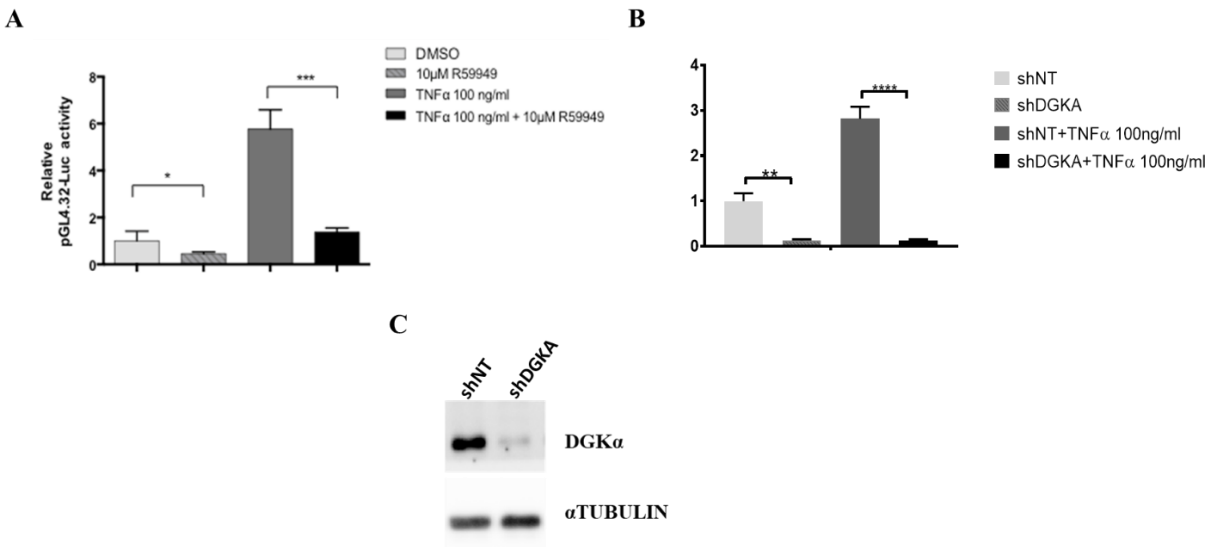 A
Relative
pGL4.32-Luc activity
8
6
4
2
0
*
***
DMSO
10µM R59949
TNFα 100 ng/ml
TNFα 100 ng/ml + 10µM R59949
B
4
3
2
1
0
**
****
shNT
shDGKA
shNT+TNFα 100ng/ml
shDGKA+TNFα 100ng/ml
C
shNT
shDGKA
DGKα
αTUBULIN